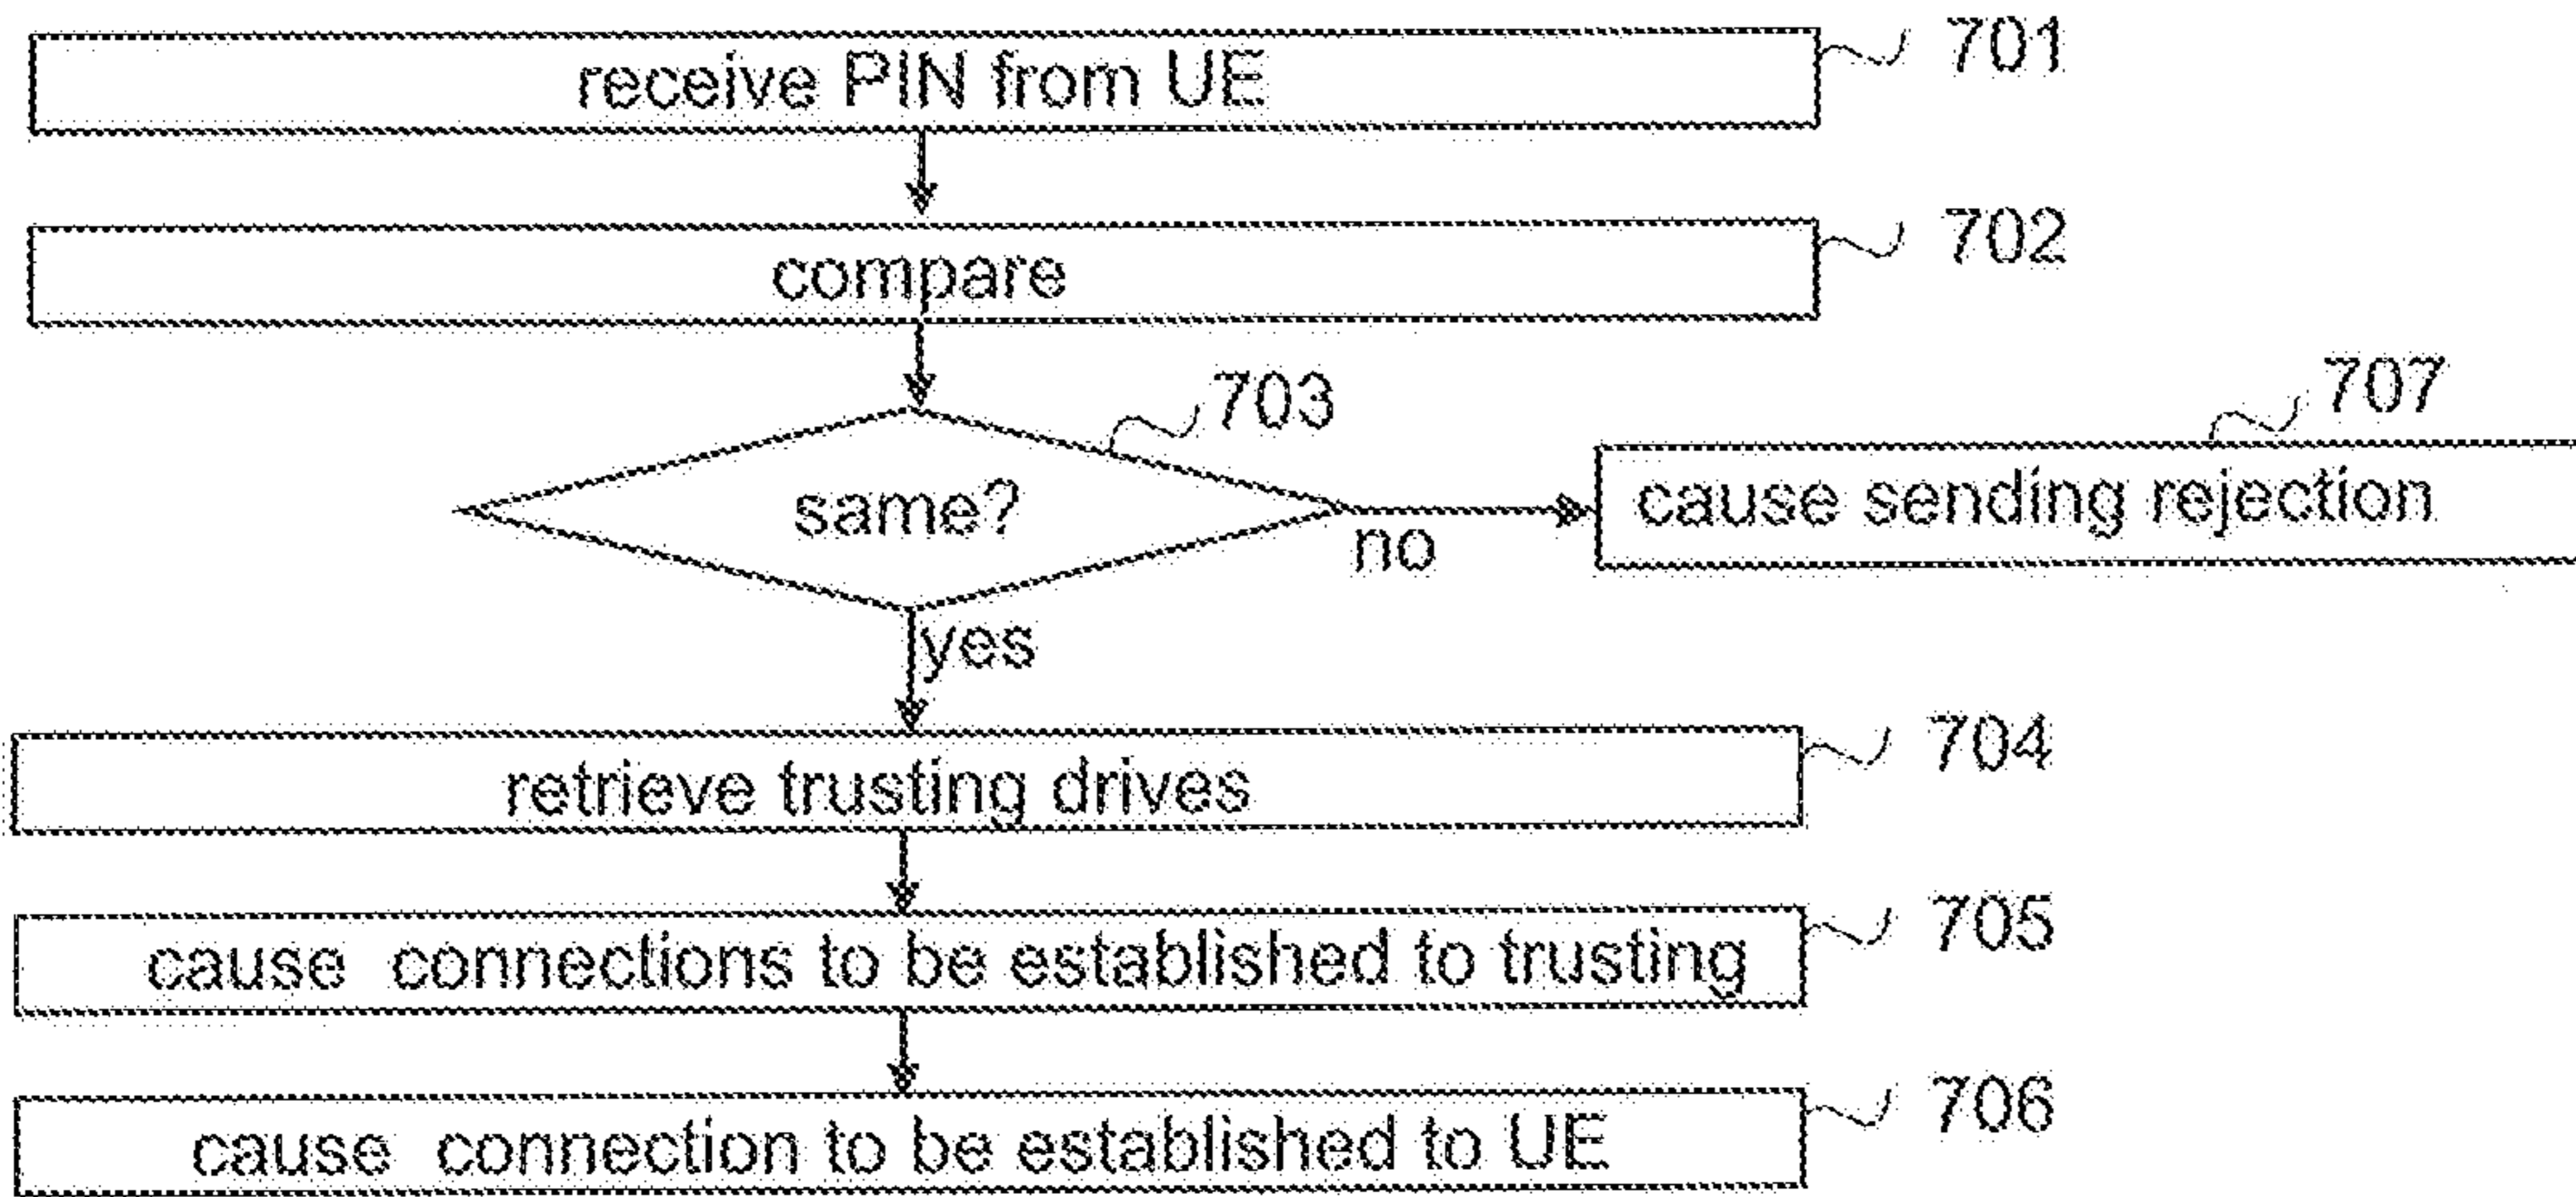 receive PIN from UE 701
compare 702
703
707
same?
cause sending rejection
no
yes
retrieve trusting drives 704
cause connections to be established to trusting 705
cause connection to be established to UE 706